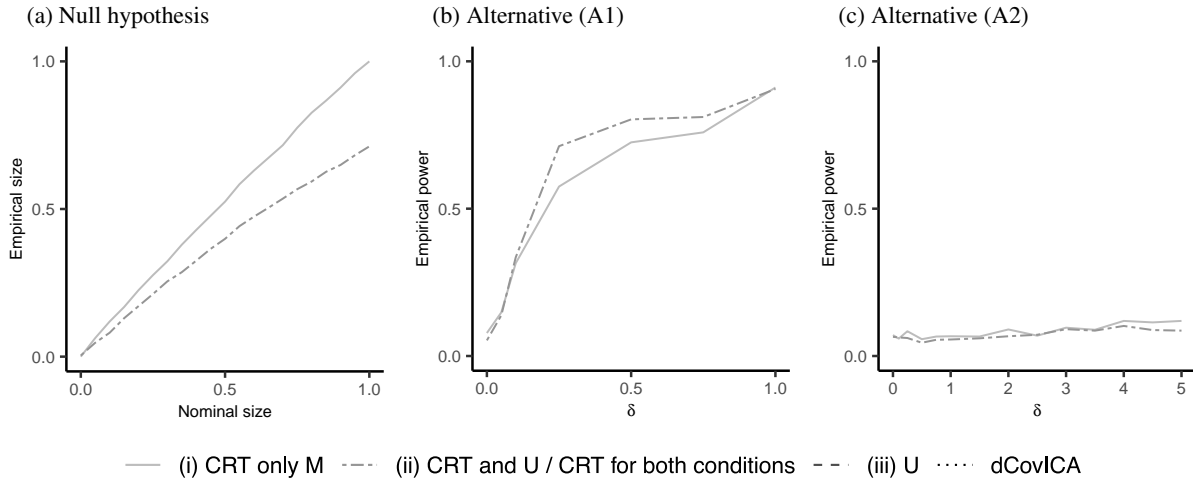 (a) Null hypothesis
(b) Alternative (A1)
(c) Alternative (A2)
Empirical size
1.0
0.5
0.0
0.0 0.5 1.0
Nominal size
Empirical power
1.0
0.5
0.0
0.0 0.5 1.0
δ
Empirical power
1.0
0.5
0.0
0 1 2 3 4 5
δ
(i) CRT only M (ii) CRT and U / CRT for both conditions (iii) U dCovICA